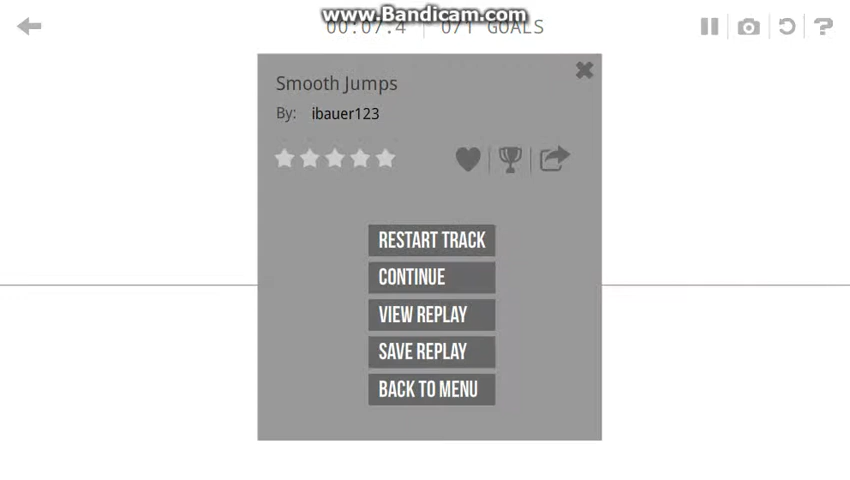 www.Bandicam.com
00:07.4 0/1 GOALS
Smooth Jumps
By: ibauer123
RESTART TRACK
CONTINUE
VIEW REPLAY
SAVE REPLAY
BACK TO MENU